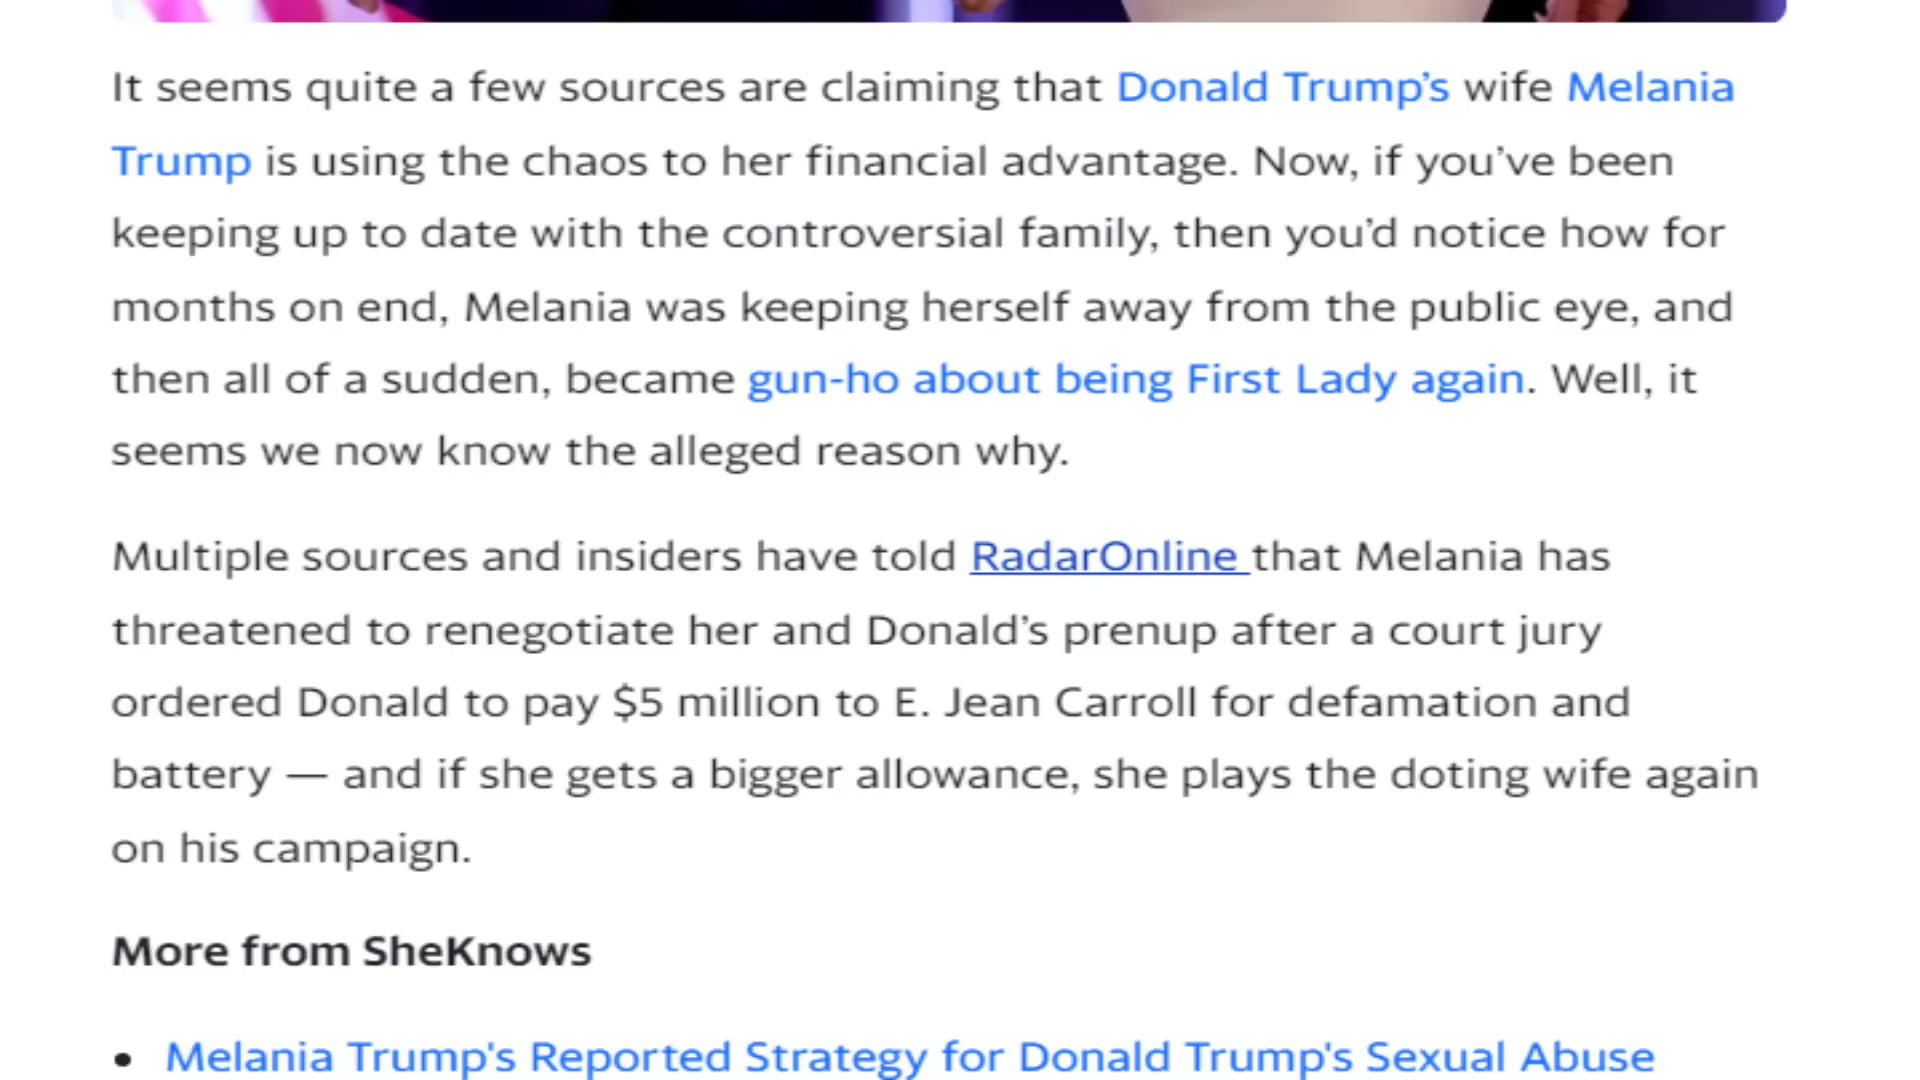 It seems quite a few sources are claiming that Donald Trump’s wife Melania
Trump is using the chaos to her financial advantage. Now, if you’ve been
keeping up to date with the controversial family, then you’d notice how for
months on end, Melania was keeping herself away from the public eye, and
then all of a sudden, became gun-ho about being First Lady again. Well, it
seems we now know the alleged reason why.
Multiple sources and insiders have told RadarOnline that Melania has
threatened to renegotiate her and Donald’s prenup after a court jury
ordered Donald to pay $5 million to E. Jean Carroll for defamation and
battery — and if she gets a bigger allowance, she plays the doting wife again
on his campaign.
More from SheKnows
• Melania Trump's Reported Strategy for Donald Trump's Sexual Abuse